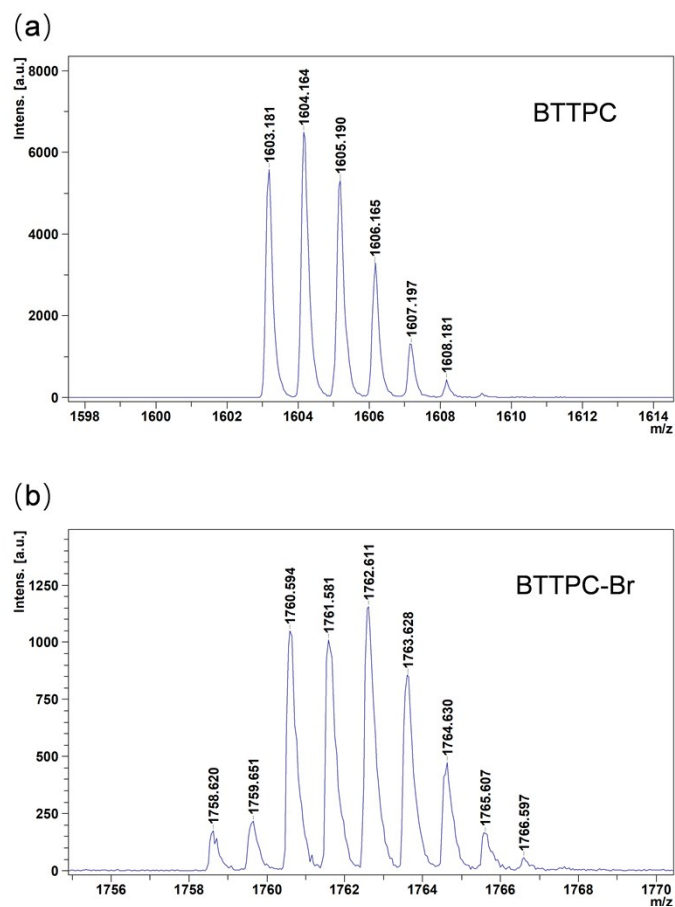 (a)
Intens. [a.u.]
8000
6000
4000
2000
0
1603.181
1604.164
1605.190
1606.165
1607.197
1608.181
BTTPC
1598 1600 1602 1604 1606 1608 1610 1612 1614
m/z
(b)
Intens. [a.u.]
1250
1000
750
500
250
0
1758.620
1759.651
1760.594
1761.581
1762.611
1763.628
1764.630
1765.607
1766.597
BTTPC-Br
1756 1758 1760 1762 1764 1766 1768 1770
m/z